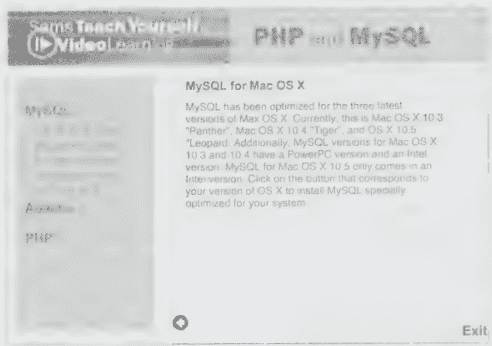 Sams Teach Yourself
Video Learning
PHP and MySQL
MySQL for Mac OS X
MySQL has been optimized for the three latest
versions of Max OS X. Currently, this is Mac OS X 10.3
"Panther", Mac OS X 10.4 "Tiger", and OS X 10.5
"Leopard. Additionally, MySQL versions for Mac OS X
10.3 and 10.4 have a PowerPC version and an Intel
version. MySQL for Mac OS X 10.5 only comes in an
Intel version. Click on the button that corresponds to
your version of OS X to install MySQL specially
optimized for your system.
MySQL
Apache
PHP
Exit